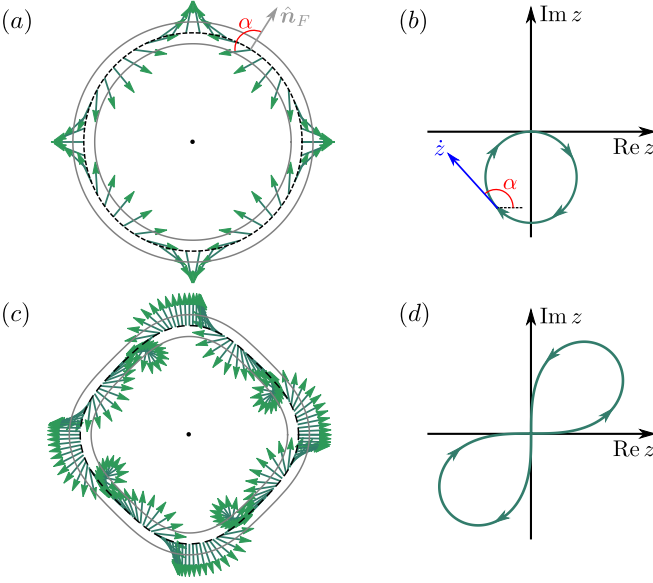 (a)
α
n̂_F
(b)
Im z
Re z
ż
α
(c)
(d)
Im z
Re z